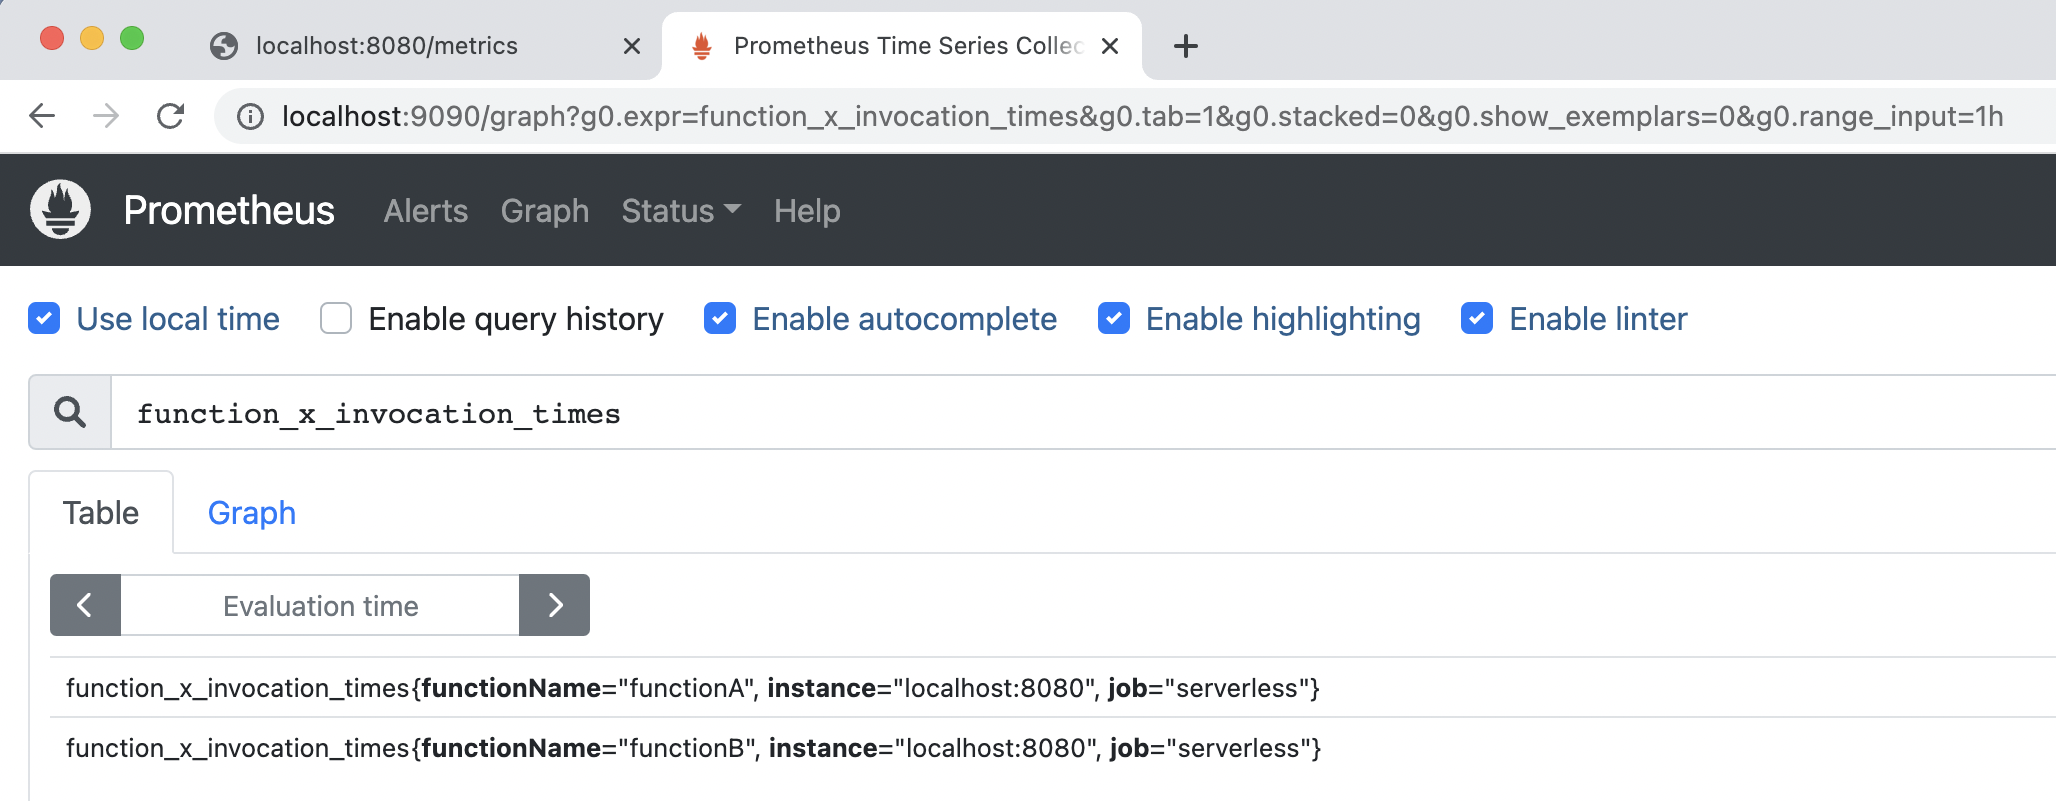 localhost:8080/metrics
Prometheus Time Series Collec
localhost:9090/graph?g0.expr=function_x_invocation_times&g0.tab=1&g0.stacked=0&g0.show_exemplars=0&g0.range_input=1h
Prometheus Alerts Graph Status Help
Use local time Enable query history Enable autocomplete Enable highlighting Enable linter
function_x_invocation_times
Table Graph
Evaluation time
function_x_invocation_times{functionName="functionA", instance="localhost:8080", job="serverless"}
function_x_invocation_times{functionName="functionB", instance="localhost:8080", job="serverless"}